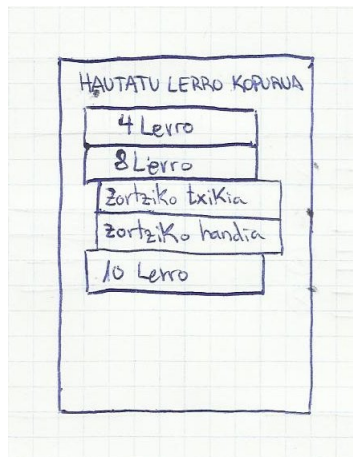 HAUTATU LERRO KOPURUA
4 Lerro
8 Lerro
Zortziko txikia
Zortziko handia
10 Lerro